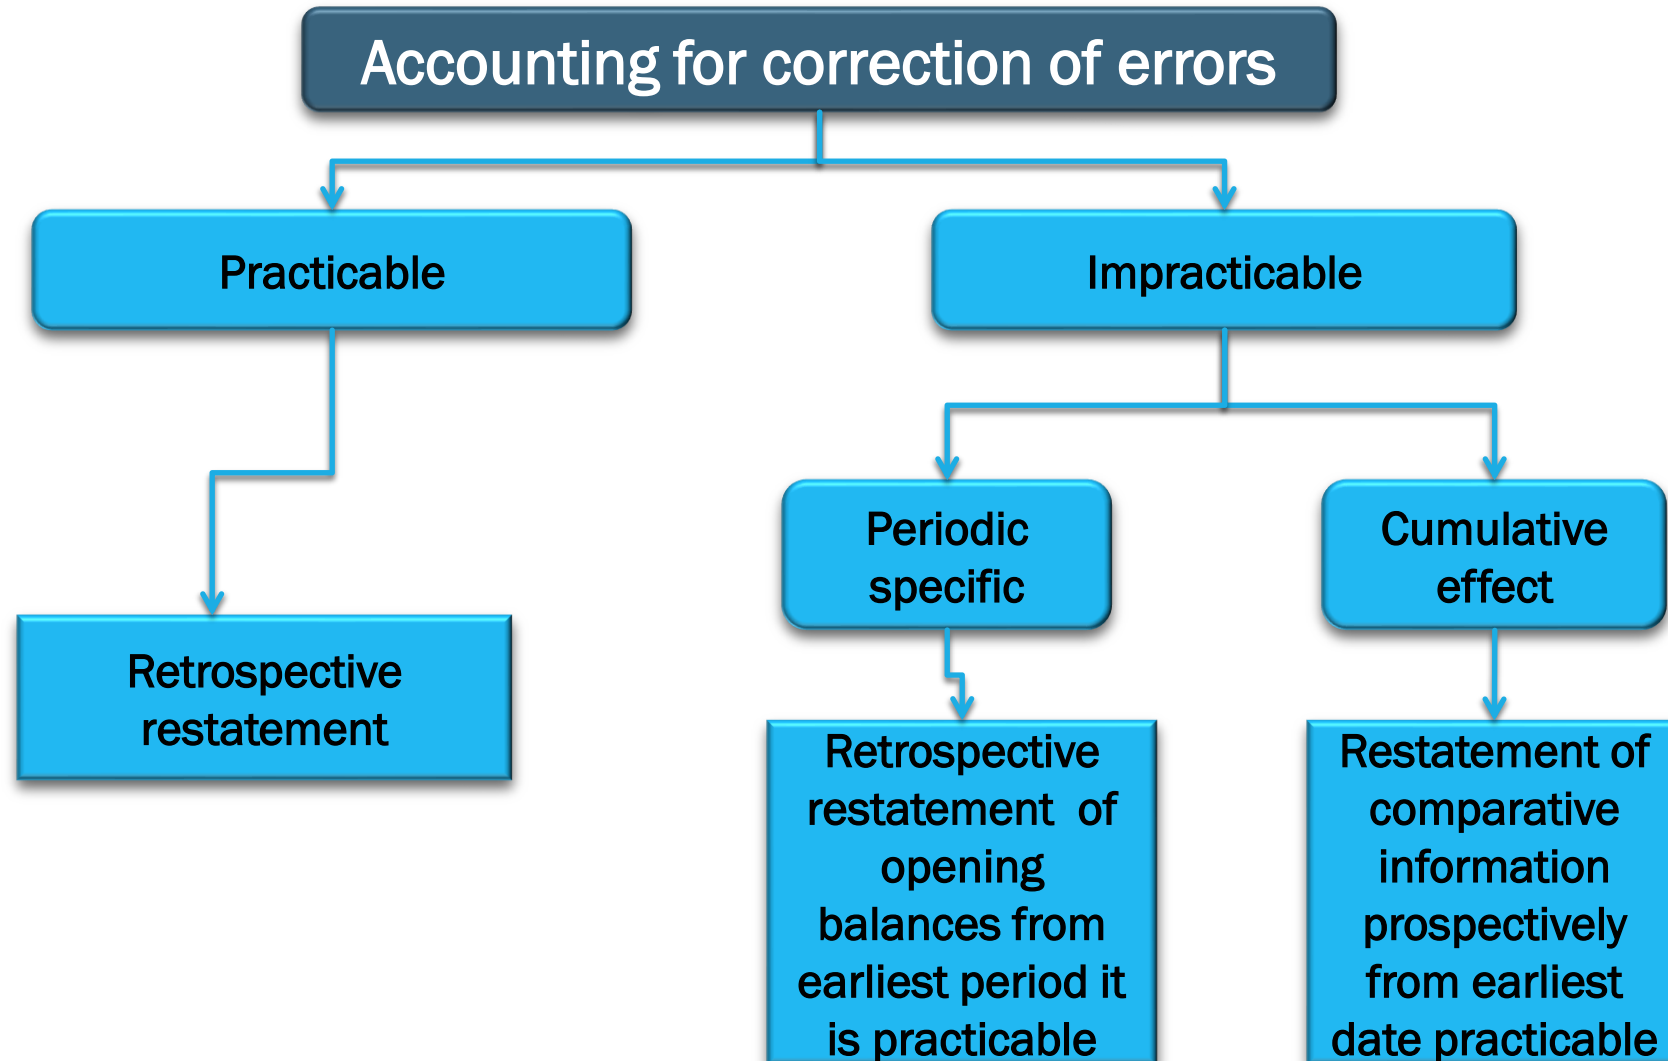 Accounting for correction of errors
Practicable
Impracticable
Periodic
specific
Cumulative
effect
Retrospective
restatement
Retrospective
restatement  of
opening
balances from
earliest period it
is practicable
Restatement of
comparative
information
prospectively
from earliest
date practicable